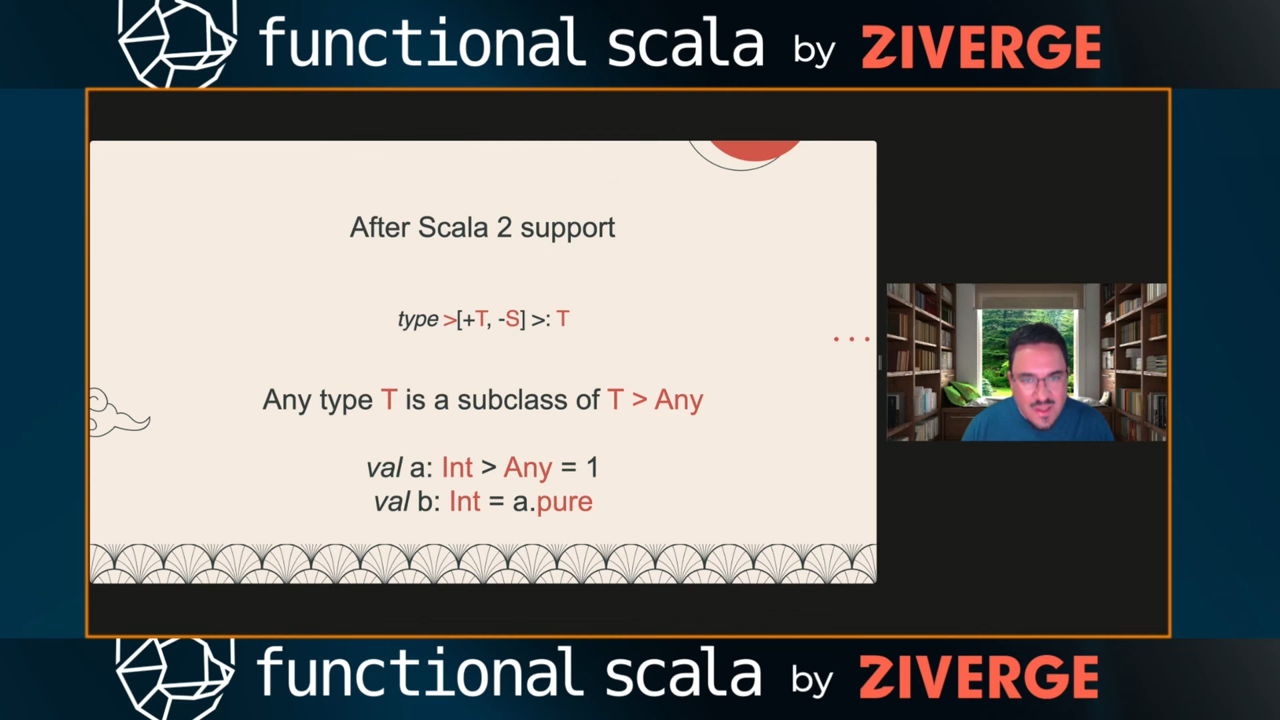 functional scala by ZIVERGE
After Scala 2 support
type >[+T, -S] >: T
Any type T is a subclass of T > Any
val a: Int > Any = 1
val b: Int = a.pure
functional scala by ZIVERGE